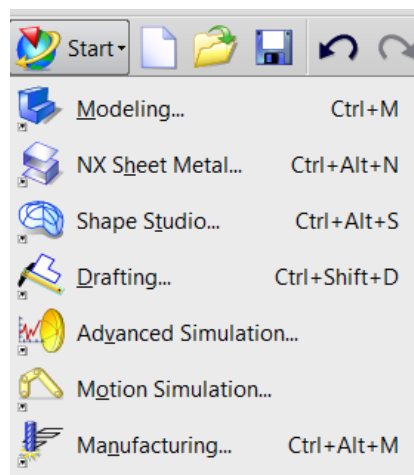 Start
Modeling... Ctrl+M
NX Sheet Metal... Ctrl+Alt+N
Shape Studio... Ctrl+Alt+S
Drafting... Ctrl+Shift+D
Advanced Simulation...
Motion Simulation...
Manufacturing... Ctrl+Alt+M